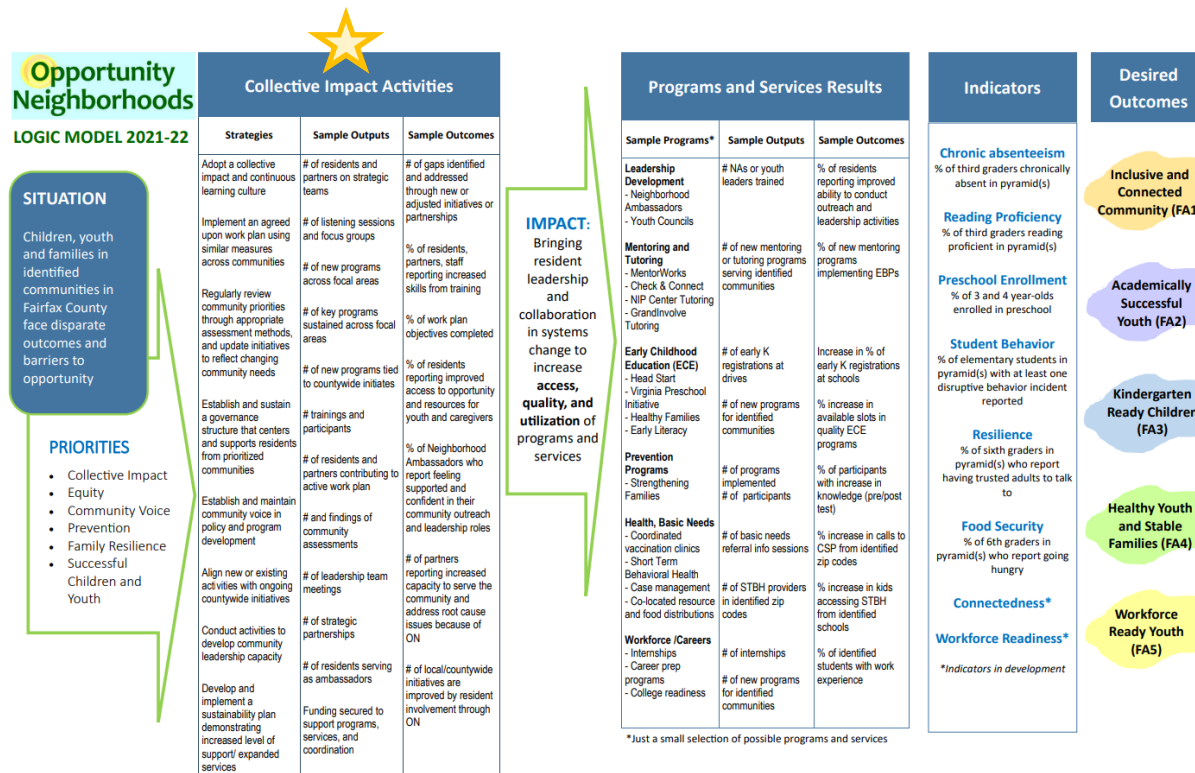 Opportunity
Neighborhoods
LOGIC MODEL 2021-22
SITUATION
Children, youth
and families in
identified
communities in
Fairfax County
face disparate
outcomes and
barriers to
opportunity
PRIORITIES
• Collective Impact
• Equity
• Community Voice
• Prevention
• Family Resilience
• Successful
Children and
Youth
Collective Impact Activities
Strategies
Adopt a collective
impact and continuous
learning culture
Implement an agreed
upon work plan using
similar measures
across communities
Regularly review
community priorities
through appropriate
assessment methods,
and update initiatives
to reflect changing
community needs
Establish and sustain
a governance
structure that centers
and supports residents
from prioritized
communities
Establish and maintain
community voice in
policy and program
development
Align new or existing
activities with ongoing
countywide initiatives
Conduct activities to
develop community
leadership capacity
Develop and
implement a
sustainability plan
demonstrating
increased level of
support/ expanded
services
Sample Outputs
# of residents and
partners on strategic
teams
# of listening sessions
and focus groups
# of new programs
across focal areas
# of key programs
sustained across focal
areas
# of new programs tied
to countywide initiates
# trainings and
participants
# of residents and
partners contributing to
active work plan
# and findings of
community
assessments
# of leadership team
meetings
# of strategic
partnerships
# of residents serving
as ambassadors
Funding secured to
support programs,
services, and
coordination
Sample Outcomes
# of gaps identified
and addressed
through new or
adjusted initiatives or
partnerships
% of residents,
partners, staff
reporting increased
skills from training
% of work plan
objectives completed
% of residents
reporting improved
access to opportunity
and resources for
youth and caregivers
% of Neighborhood
Ambassadors who
report feeling
supported and
confident in their
community outreach
and leadership roles
# of partners
reporting increased
capacity to serve the
community and
address root cause
issues because of
ON
# of local/countywide
initiatives are
improved by resident
involvement through
ON
IMPACT:
Bringing
resident
leadership
and
collaboration
in systems
change to
increase
access,
quality, and
utilization of
programs and
services
Programs and Services Results
Sample Programs*
Sample Outputs
Sample Outcomes
Leadership
Development
- Neighborhood
Ambassadors
- Youth Councils
# NAs or youth
leaders trained
% of residents
reporting improved
ability to conduct
outreach and
leadership activities
Mentoring and
Tutoring
- MentorWorks
- Check & Connect
- NIP Center Tutoring
- GrandInvolve
Tutoring
# of new mentoring
or tutoring programs
serving identified
communities
% of new mentoring
programs
implementing EBPs
Early Childhood
Education (ECE)
- Head Start
- Virginia Preschool
Initiative
- Healthy Families
- Early Literacy
# of early K
registrations at
drives
# of new programs
for identified
communities
Increase in % of
early K registrations
at schools
% increase in
available slots in
quality ECE
programs
Prevention
Programs
- Strengthening
Families
# of programs
implemented
# of participants
% of participants
with increase in
knowledge (pre/post
test)
Health, Basic Needs
- Coordinated
vaccination clinics
- Short Term
Behavioral Health
- Case management
- Co-located resource
and food distributions
# of basic needs
referral info sessions
# of STBH providers
in identified zip
codes
% increase in calls to
CSP from identified
zip codes
% increase in kids
accessing STBH
from identified
schools
Workforce /Careers
- Internships
- Career prep
programs
- College readiness
# of internships
# of new programs
for identified
communities
% of identified
students with work
experience
*Just a small selection of possible programs and services
Indicators
Chronic absenteeism
% of third graders chronically
absent in pyramid(s)
Reading Proficiency
% of third graders reading
proficient in pyramid(s)
Preschool Enrollment
% of 3 and 4 year-olds
enrolled in preschool
Student Behavior
% of elementary students in
pyramid(s) with at least one
disruptive behavior incident
reported
Resilience
% of sixth graders in
pyramid(s) who report
having trusted adults to talk
to
Food Security
% of 6th graders in
pyramid(s) who report going
hungry
Connectedness*
Workforce Readiness*
*Indicators in development
Desired
Outcomes
Inclusive and
Connected
Community (FA1
Academically
Successful
Youth (FA2)
Kindergarten
Ready Children
(FA3)
Healthy Youth
and Stable
Families (FA4)
Workforce
Ready Youth
(FA5)